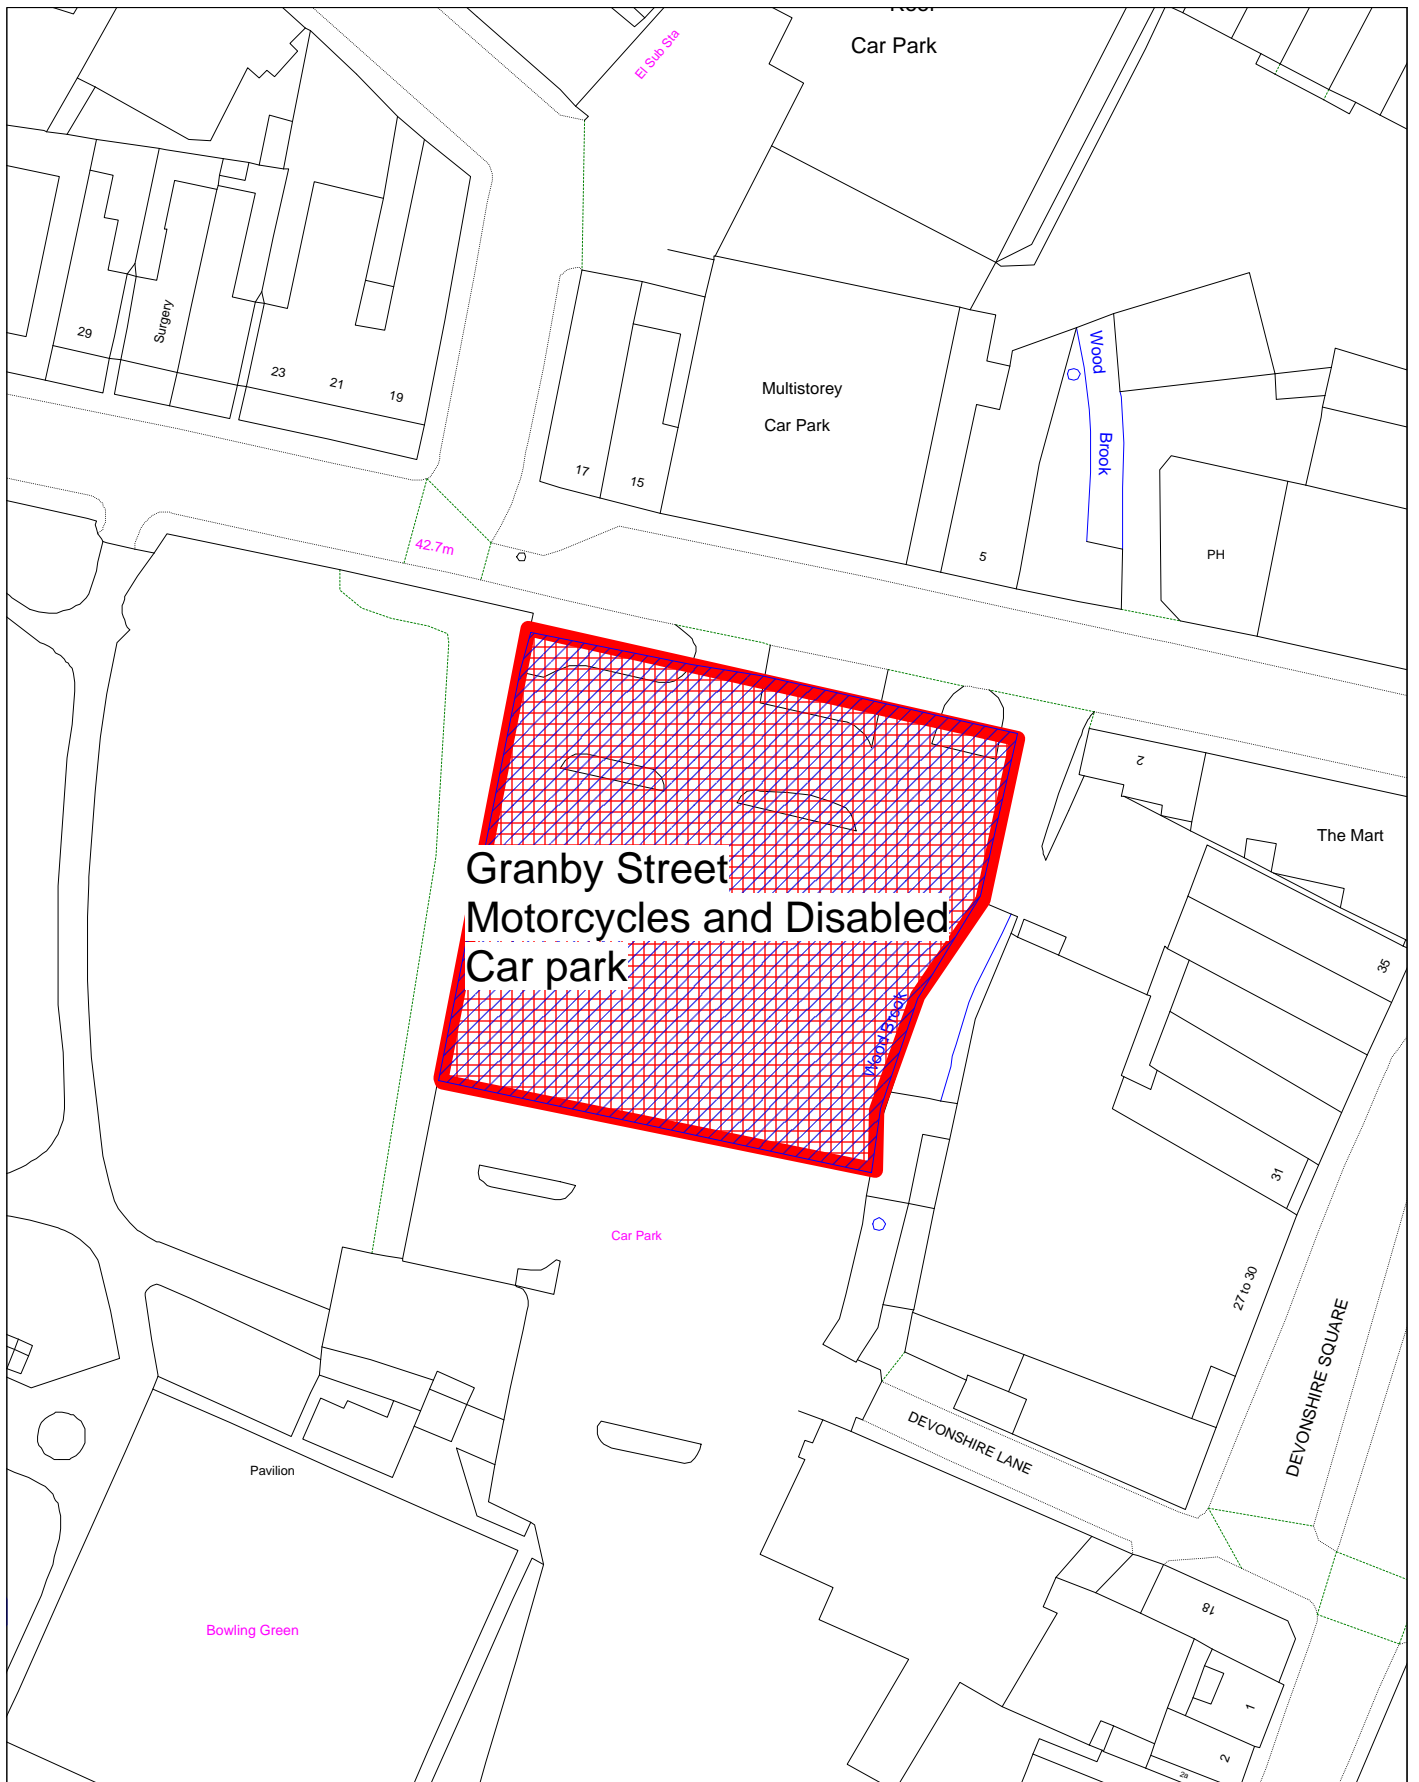 Car Park
El Sub Sta
29
Surgery
23
21
19
17
15
Multistorey
Car Park
Wood
Brook
5
PH
42.7m
2
The Mart
Granby Street
Motorcycles and Disabled
Car park
35
Wood Brook
31
Car Park
27 to 30
DEVONSHIRE SQUARE
DEVONSHIRE LANE
Pavilion
Bowling Green
18
1
2
2a